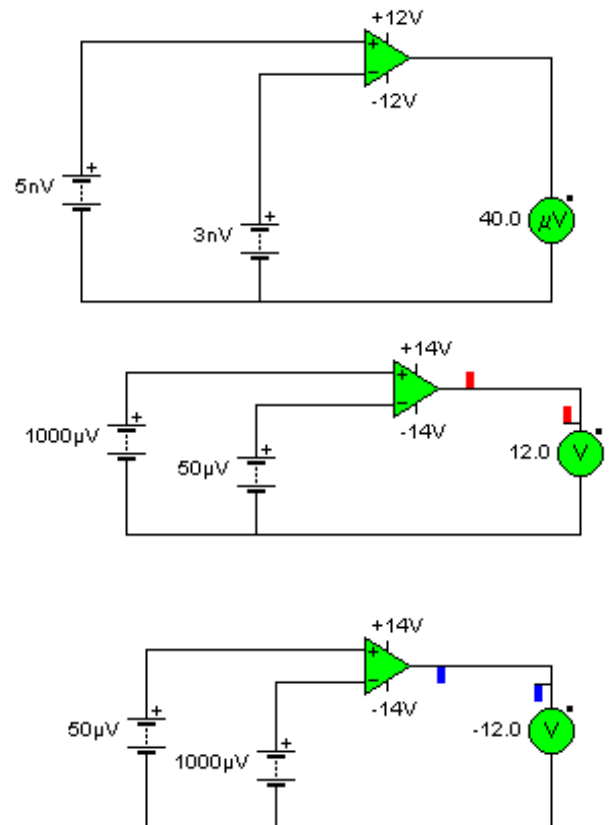 +12V
+
−
-12V
+
5nV
+
3nV
40.0 µV
+14V
+
−
-14V
+
1000µV
+
50µV
12.0 V
+14V
+
−
-14V
+
50µV
+
1000µV
-12.0 V